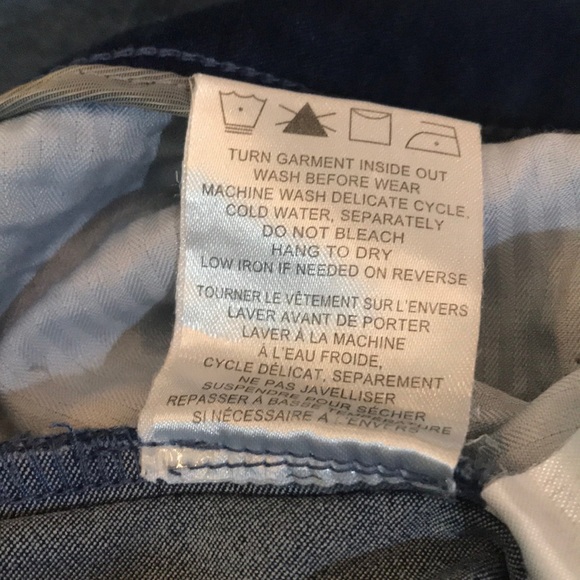 TURN GARMENT INSIDE OUT
WASH BEFORE WEAR
MACHINE WASH DELICATE CYCLE.
COLD WATER, SEPARATELY
DO NOT BLEACH
HANG TO DRY
LOW IRON IF NEEDED ON REVERSE
TOURNER LE VÊTEMENT SUR L'ENVERS
LAVER AVANT DE PORTER
LAVER À LA MACHINE
À L'EAU FROIDE,
CYCLE DÉLICAT, SEPAREMENT
NE PAS JAVELLISER
SUSPENDRE POUR SÉCHER
REPASSER À BASSE TEMPÉRATURE
SI NÉCESSAIRE À L'ENVERS